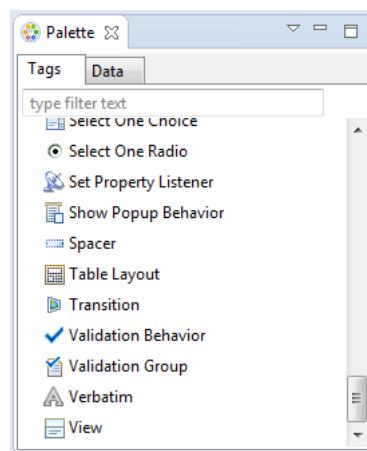 Palette
Tags Data
type filter text
Select One Choice
Select One Radio
Set Property Listener
Show Popup Behavior
Spacer
Table Layout
Transition
Validation Behavior
Validation Group
Verbatim
View